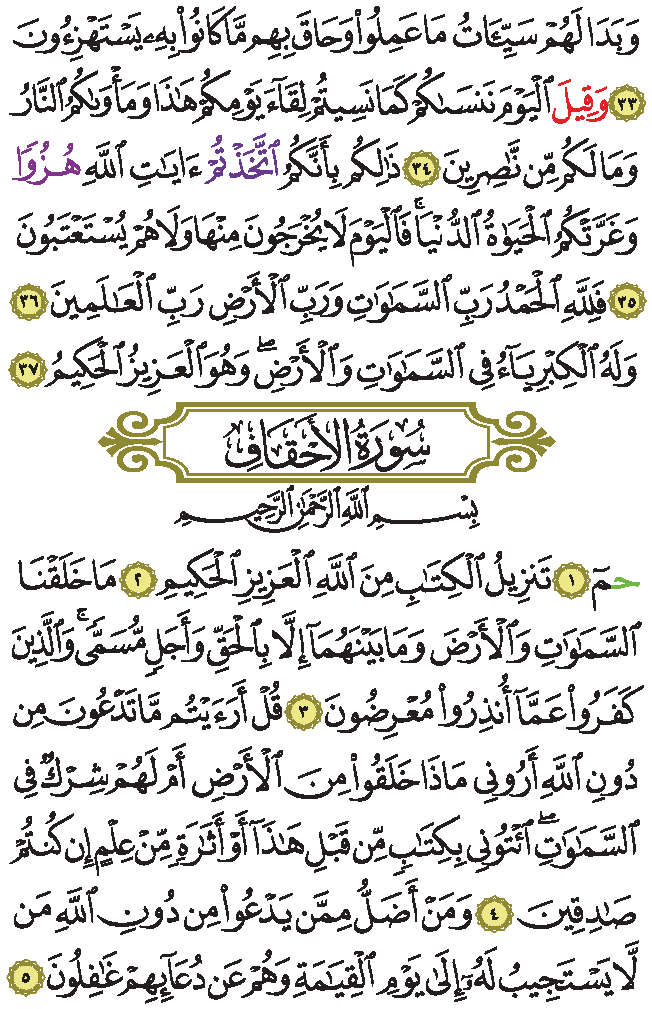 وَبَدَا لَهُمْ سَيِّـَٔاتُ مَا عَمِلُوا۟ وَحَاقَ بِهِم مَّا كَانُوا۟ بِهِۦ يَسْتَهْزِءُونَ
٣٣ وَقِيلَ ٱلْيَوْمَ نَنسَىٰكُمْ كَمَا نَسِيتُمْ لِقَآءَ يَوْمِكُمْ هَٰذَا وَمَأْوَىٰكُمُ ٱلنَّارُ
وَمَا لَكُم مِّن نَّٰصِرِينَ ٣٤ ذَٰلِكُم بِأَنَّكُمُ ٱتَّخَذْتُمْ ءَايَٰتِ ٱللَّهِ هُزُوًا
وَغَرَّتْكُمُ ٱلْحَيَوٰةُ ٱلدُّنْيَا ۚ فَٱلْيَوْمَ لَا يُخْرَجُونَ مِنْهَا وَلَا هُمْ يُسْتَعْتَبُونَ
٣٥ فَلِلَّهِ ٱلْحَمْدُ رَبِّ ٱلسَّمَٰوَٰتِ وَرَبِّ ٱلْأَرْضِ رَبِّ ٱلْعَٰلَمِينَ ٣٦
وَلَهُ ٱلْكِبْرِيَآءُ فِى ٱلسَّمَٰوَٰتِ وَٱلْأَرْضِ ۖ وَهُوَ ٱلْعَزِيزُ ٱلْحَكِيمُ ٣٧
سُورَةُ الأَحْقَافِ
بِسْمِ ٱللَّهِ ٱلرَّحْمَٰنِ ٱلرَّحِيمِ
حمٓ ١ تَنزِيلُ ٱلْكِتَٰبِ مِنَ ٱللَّهِ ٱلْعَزِيزِ ٱلْحَكِيمِ ٢ مَا خَلَقْنَا
ٱلسَّمَٰوَٰتِ وَٱلْأَرْضَ وَمَا بَيْنَهُمَآ إِلَّا بِٱلْحَقِّ وَأَجَلٍ مُّسَمًّى ۚ وَٱلَّذِينَ
كَفَرُوا۟ عَمَّآ أُنذِرُوا۟ مُعْرِضُونَ ٣ قُلْ أَرَءَيْتُم مَّا تَدْعُونَ مِن
دُونِ ٱللَّهِ أَرُونِى مَاذَا خَلَقُوا۟ مِنَ ٱلْأَرْضِ أَمْ لَهُمْ شِرْكٌ فِى
ٱلسَّمَٰوَٰتِ ۖ ٱئْتُونِى بِكِتَٰبٍ مِّن قَبْلِ هَٰذَآ أَوْ أَثَٰرَةٍ مِّنْ عِلْمٍ إِن كُنتُمْ
صَٰدِقِينَ ٤ وَمَنْ أَضَلُّ مِمَّن يَدْعُوا۟ مِن دُونِ ٱللَّهِ مَن
لَّا يَسْتَجِيبُ لَهُۥٓ إِلَىٰ يَوْمِ ٱلْقِيَٰمَةِ وَهُمْ عَن دُعَآئِهِمْ غَٰفِلُونَ ٥